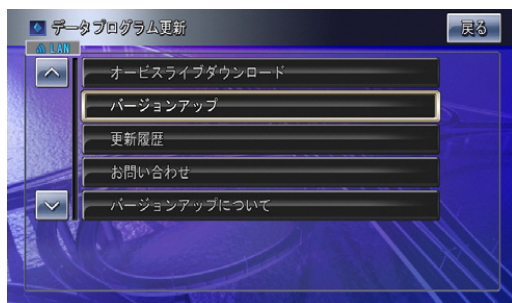 データプログラム更新
戻る
LAN
オービスライブダウンロード
バージョンアップ
更新履歴
お問い合わせ
バージョンアップについて